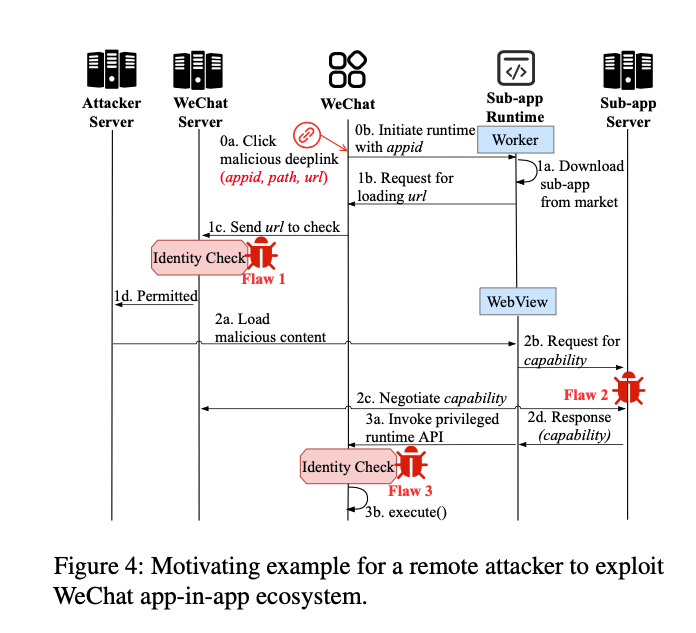 Attacker
Server
WeChat
Server
WeChat
Sub-app
Runtime
Sub-app
Server
0a. Click
malicious deeplink
(appid, path, url)
0b. Initiate runtime
with appid
Worker
1a. Download
sub-app
from market
1b. Request for
loading url
1c. Send url to check
Identity Check
Flaw 1
1d. Permitted
WebView
2a. Load
malicious content
2b. Request for
capability
Flaw 2
2c. Negotiate capability
2d. Response
(capability)
3a. Invoke privileged
runtime API
Identity Check
Flaw 3
3b. execute()
Figure 4: Motivating example for a remote attacker to exploit
WeChat app-in-app ecosystem.